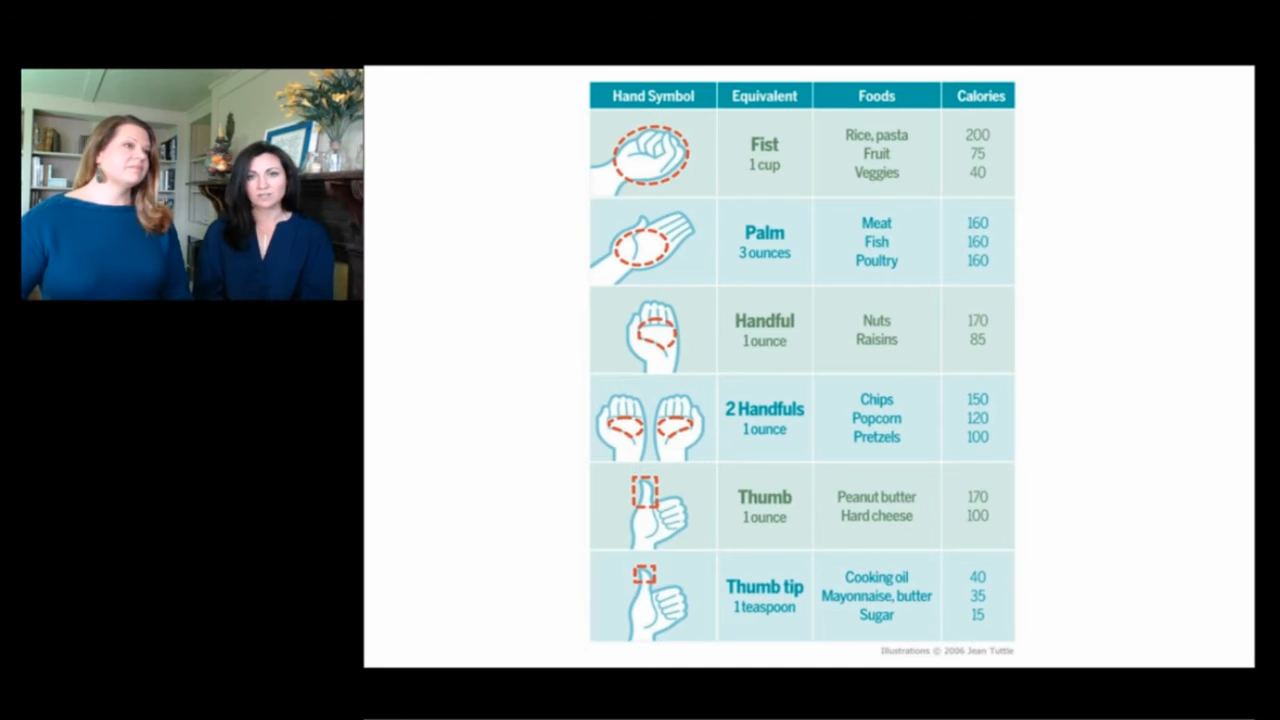 Hand Symbol Equivalent Foods Calories
Fist
1 cup
Rice, pasta 200
Fruit 75
Veggies 40
Palm
3 ounces
Meat 160
Fish 160
Poultry 160
Handful
1 ounce
Nuts 170
Raisins 85
2 Handfuls
1 ounce
Chips 150
Popcorn 120
Pretzels 100
Thumb
1 ounce
Peanut butter 170
Hard cheese 100
Thumb tip
1 teaspoon
Cooking oil 40
Mayonnaise, butter 35
Sugar 15
Illustrations © 2006 Jean Tuttle